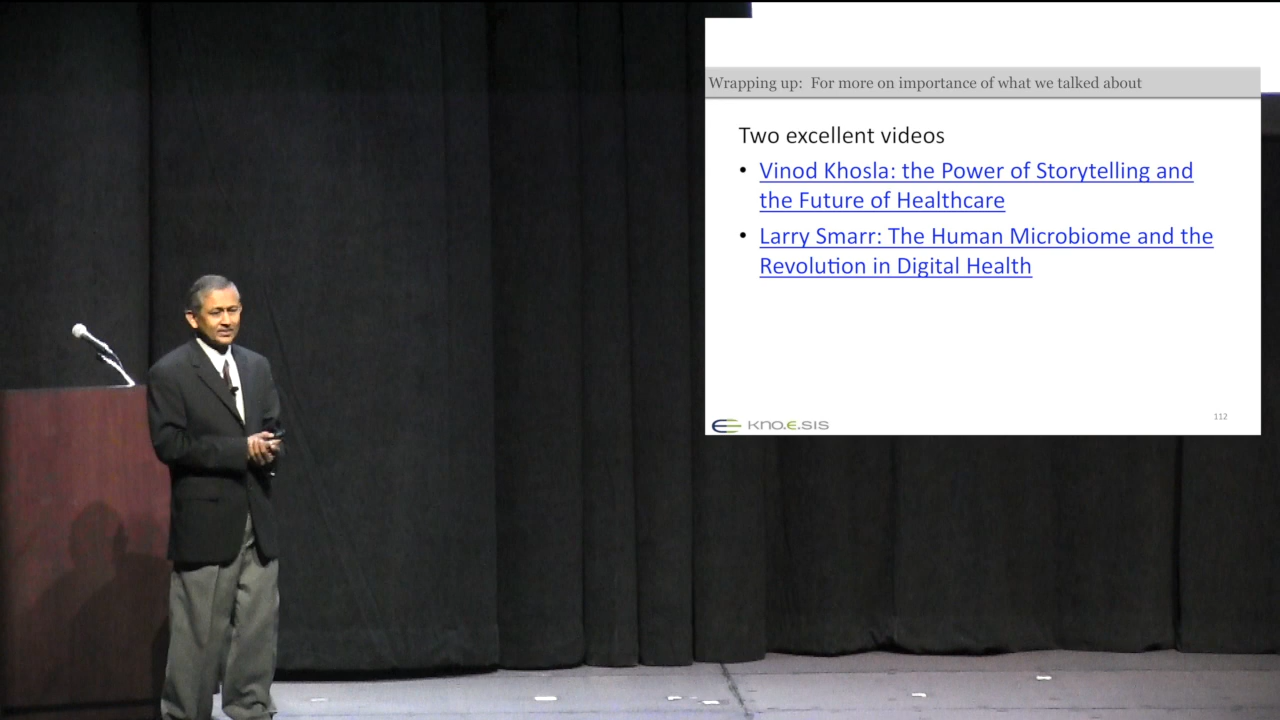 Wrapping up: For more on importance of what we talked about
Two excellent videos
• Vinod Khosla: the Power of Storytelling and
the Future of Healthcare
• Larry Smarr: The Human Microbiome and the
Revolution in Digital Health
kno.e.sis
112